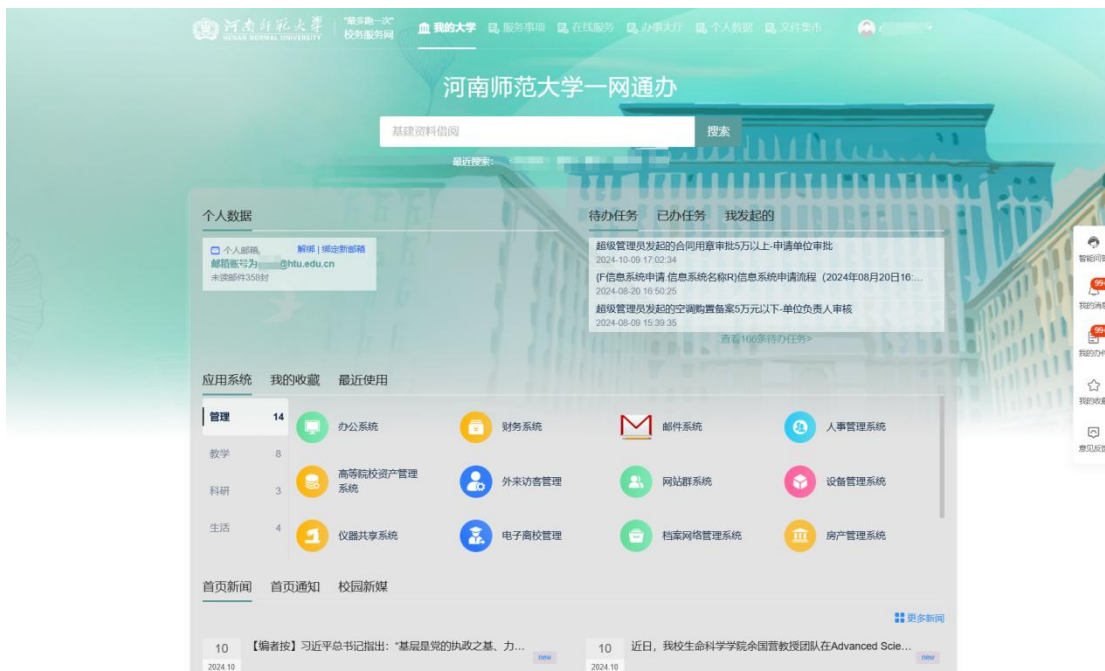 河南师范大学
HENAN NORMAL UNIVERSITY
“最多跑一次”
校务服务网
我的大学 服务事项 在线服务 办事大厅 个人数据 文件集市
河南师范大学一网通办
基建资料借阅 搜索
最近搜索:
个人数据
个人邮箱, 解绑 | 绑定新邮箱
邮箱账号为 @htu.edu.cn
未读邮件358封
待办任务 已办任务 我发起的
超级管理员发起的合同用章审批5万以上-申请单位审批
2024-10-09 17:02:34
(F信息系统申请.信息系统名称R)信息系统申请流程（2024年08月20日16:...
2024-08-20 16:50:25
超级管理员发起的空调购置备案5万元以下-单位负责人审核
2024-08-09 15:39:35
查看100条待办任务>
智能问
99+
我的消
99+
我的办
我的收
意见反
应用系统 我的收藏 最近使用
管理 14
教学 8
科研 3
生活 4
办公系统 财务系统 邮件系统 人事管理系统
高等院校资产管理
系统
外来访客管理 网站群系统 设备管理系统
仪器共享系统 电子离校管理 档案网络管理系统 房产管理系统
首页新闻 首页通知 校园新媒
更多新闻
10
2024.10
【编者按】习近平总书记指出：“基层是党的执政之基、力...
new
10
2024.10
近日，我校生命科学学院余国营教授团队在Advanced Scie...
new